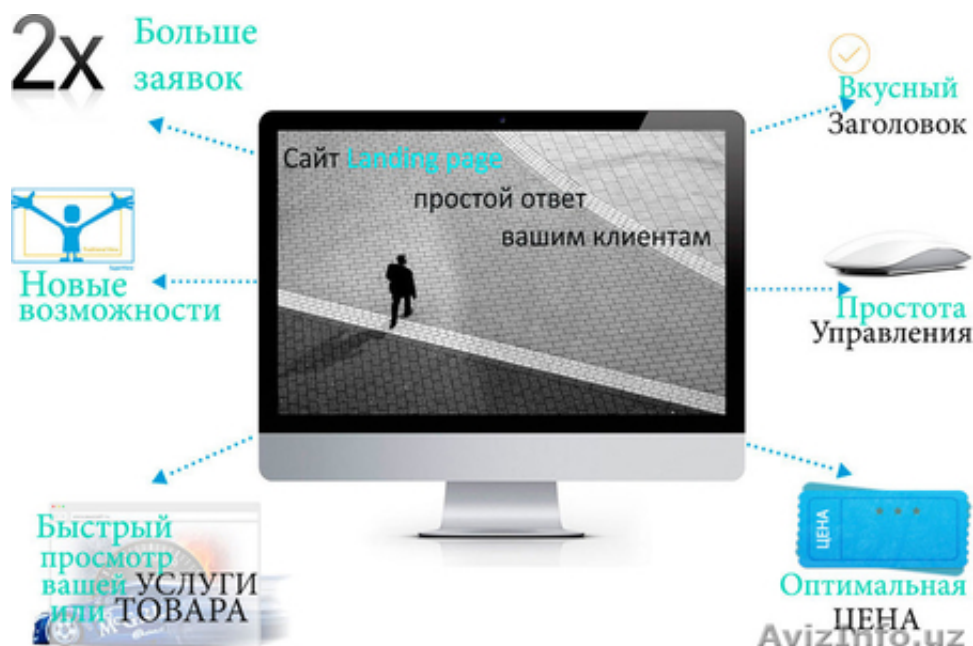 2x
Больше
заявок
Вкусный
Заголовок
Сайт Landing page
простой ответ
вашим клиентам
Новые
возможности
Простота
Управления
Быстрый
просмотр
вашей УСЛУГИ
или ТОВАРА
ЦЕНА
Оптимальная
ЦЕНА
AvizInfo.uz